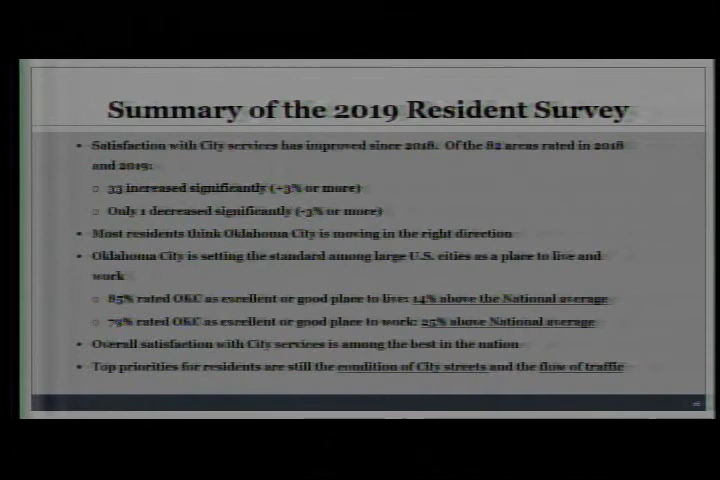 Summary of the 2019 Resident Survey
• Satisfaction with City services has improved since 2018. Of the 82 areas rated in 2018
and 2019:
○ 33 increased significantly (+3% or more)
○ Only 1 decreased significantly (-3% or more)
• Most residents think Oklahoma City is moving in the right direction
• Oklahoma City is setting the standard among large U.S. cities as a place to live and
work
○ 85% rated OKC as excellent or good place to live: 14% above the National average
○ 79% rated OKC as excellent or good place to work: 25% above National average
• Overall satisfaction with City services is among the best in the nation
• Top priorities for residents are still the condition of City streets and the flow of traffic